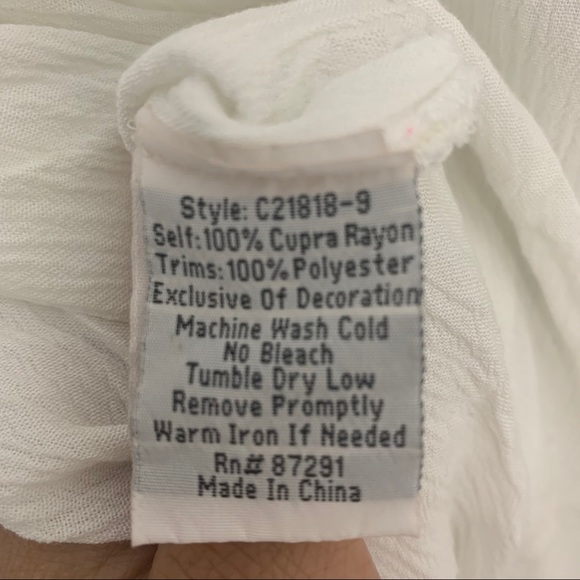 Style: C21818-9
Self:100% Cupra Rayon
Trims:100% Polyester
Exclusive Of Decoration
Machine Wash Cold
No Bleach
Tumble Dry Low
Remove Promptly
Warm Iron If Needed
Rn# 87291
Made In China